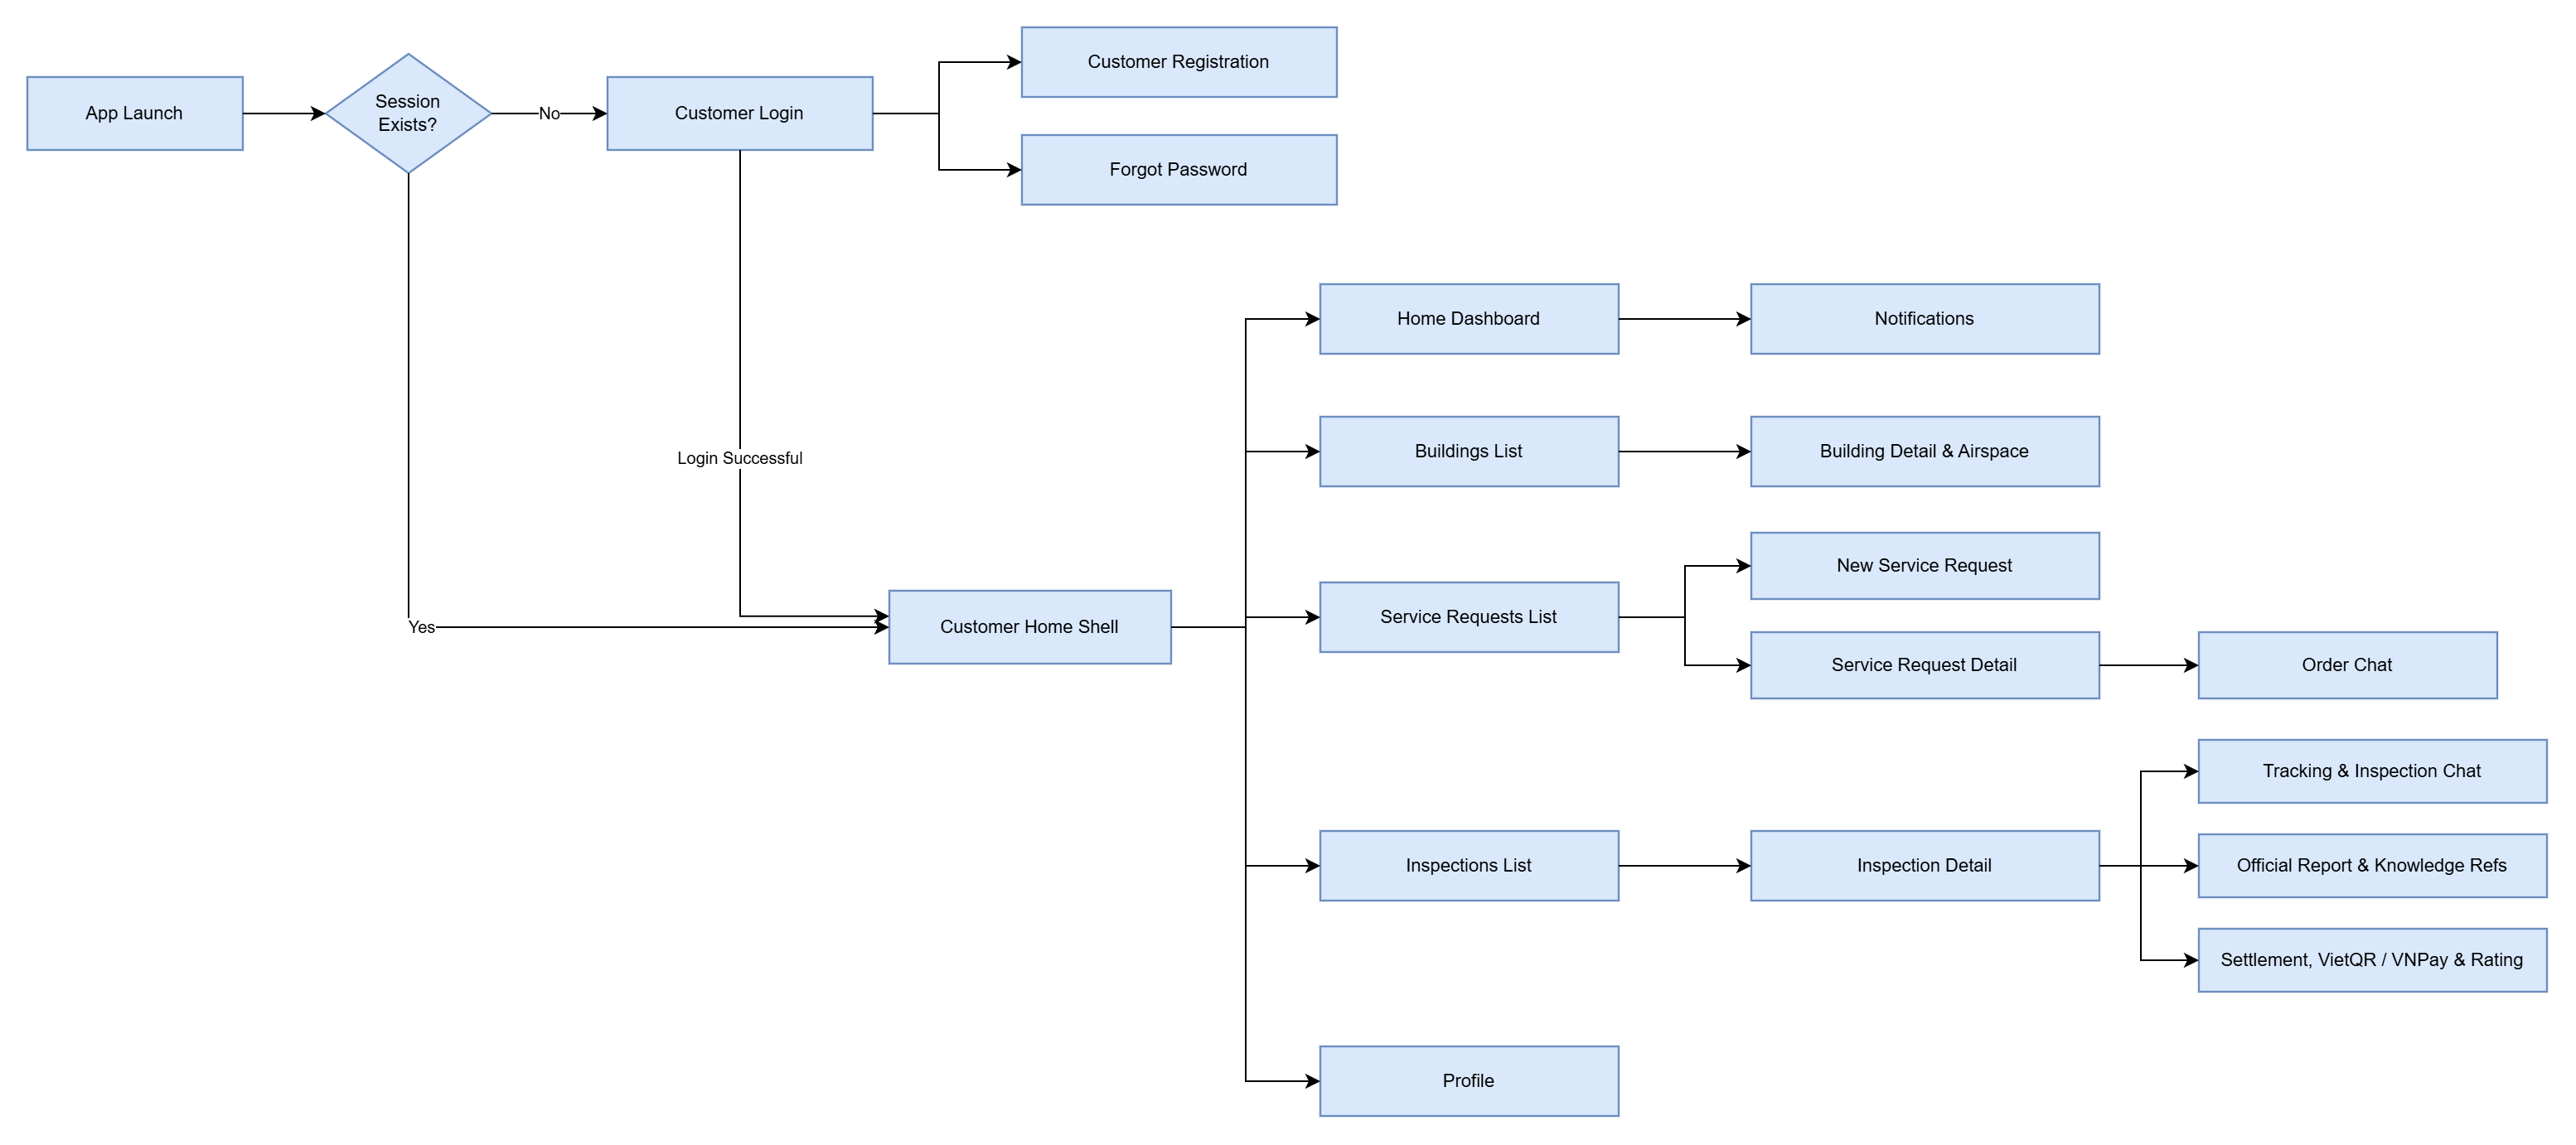 Customer Registration
App Launch
Session
Exists?
No
Customer Login
Forgot Password
Home Dashboard
Notifications
Login Successful
Buildings List
Building Detail & Airspace
New Service Request
Yes
Customer Home Shell
Service Requests List
Service Request Detail
Order Chat
Tracking & Inspection Chat
Inspections List
Inspection Detail
Official Report & Knowledge Refs
Settlement, VietQR / VNPay & Rating
Profile